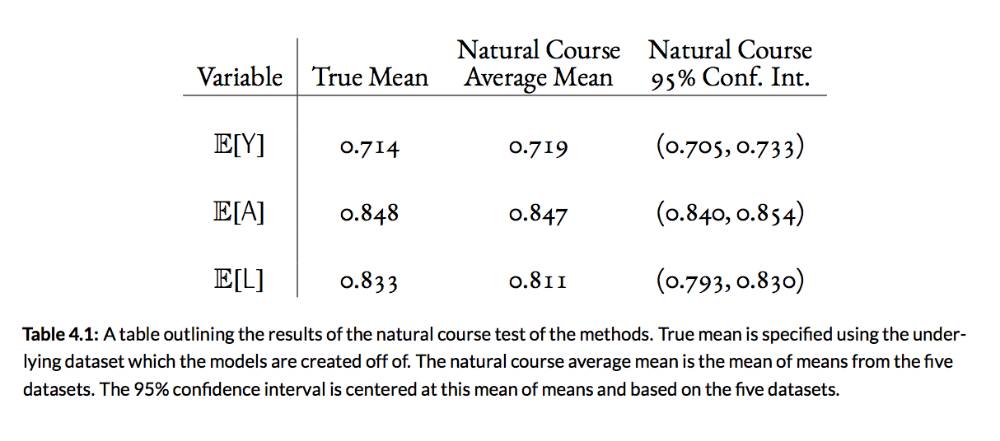 Natural Course Natural Course
Variable True Mean Average Mean 95% Conf. Int.
𝔼[Y] 0.714 0.719 (0.705, 0.733)
𝔼[A] 0.848 0.847 (0.840, 0.854)
𝔼[L] 0.833 0.811 (0.793, 0.830)
Table 4.1: A table outlining the results of the natural course test of the methods. True mean is specified using the under-
lying dataset which the models are created off of. The natural course average mean is the mean of means from the five
datasets. The 95% confidence interval is centered at this mean of means and based on the five datasets.